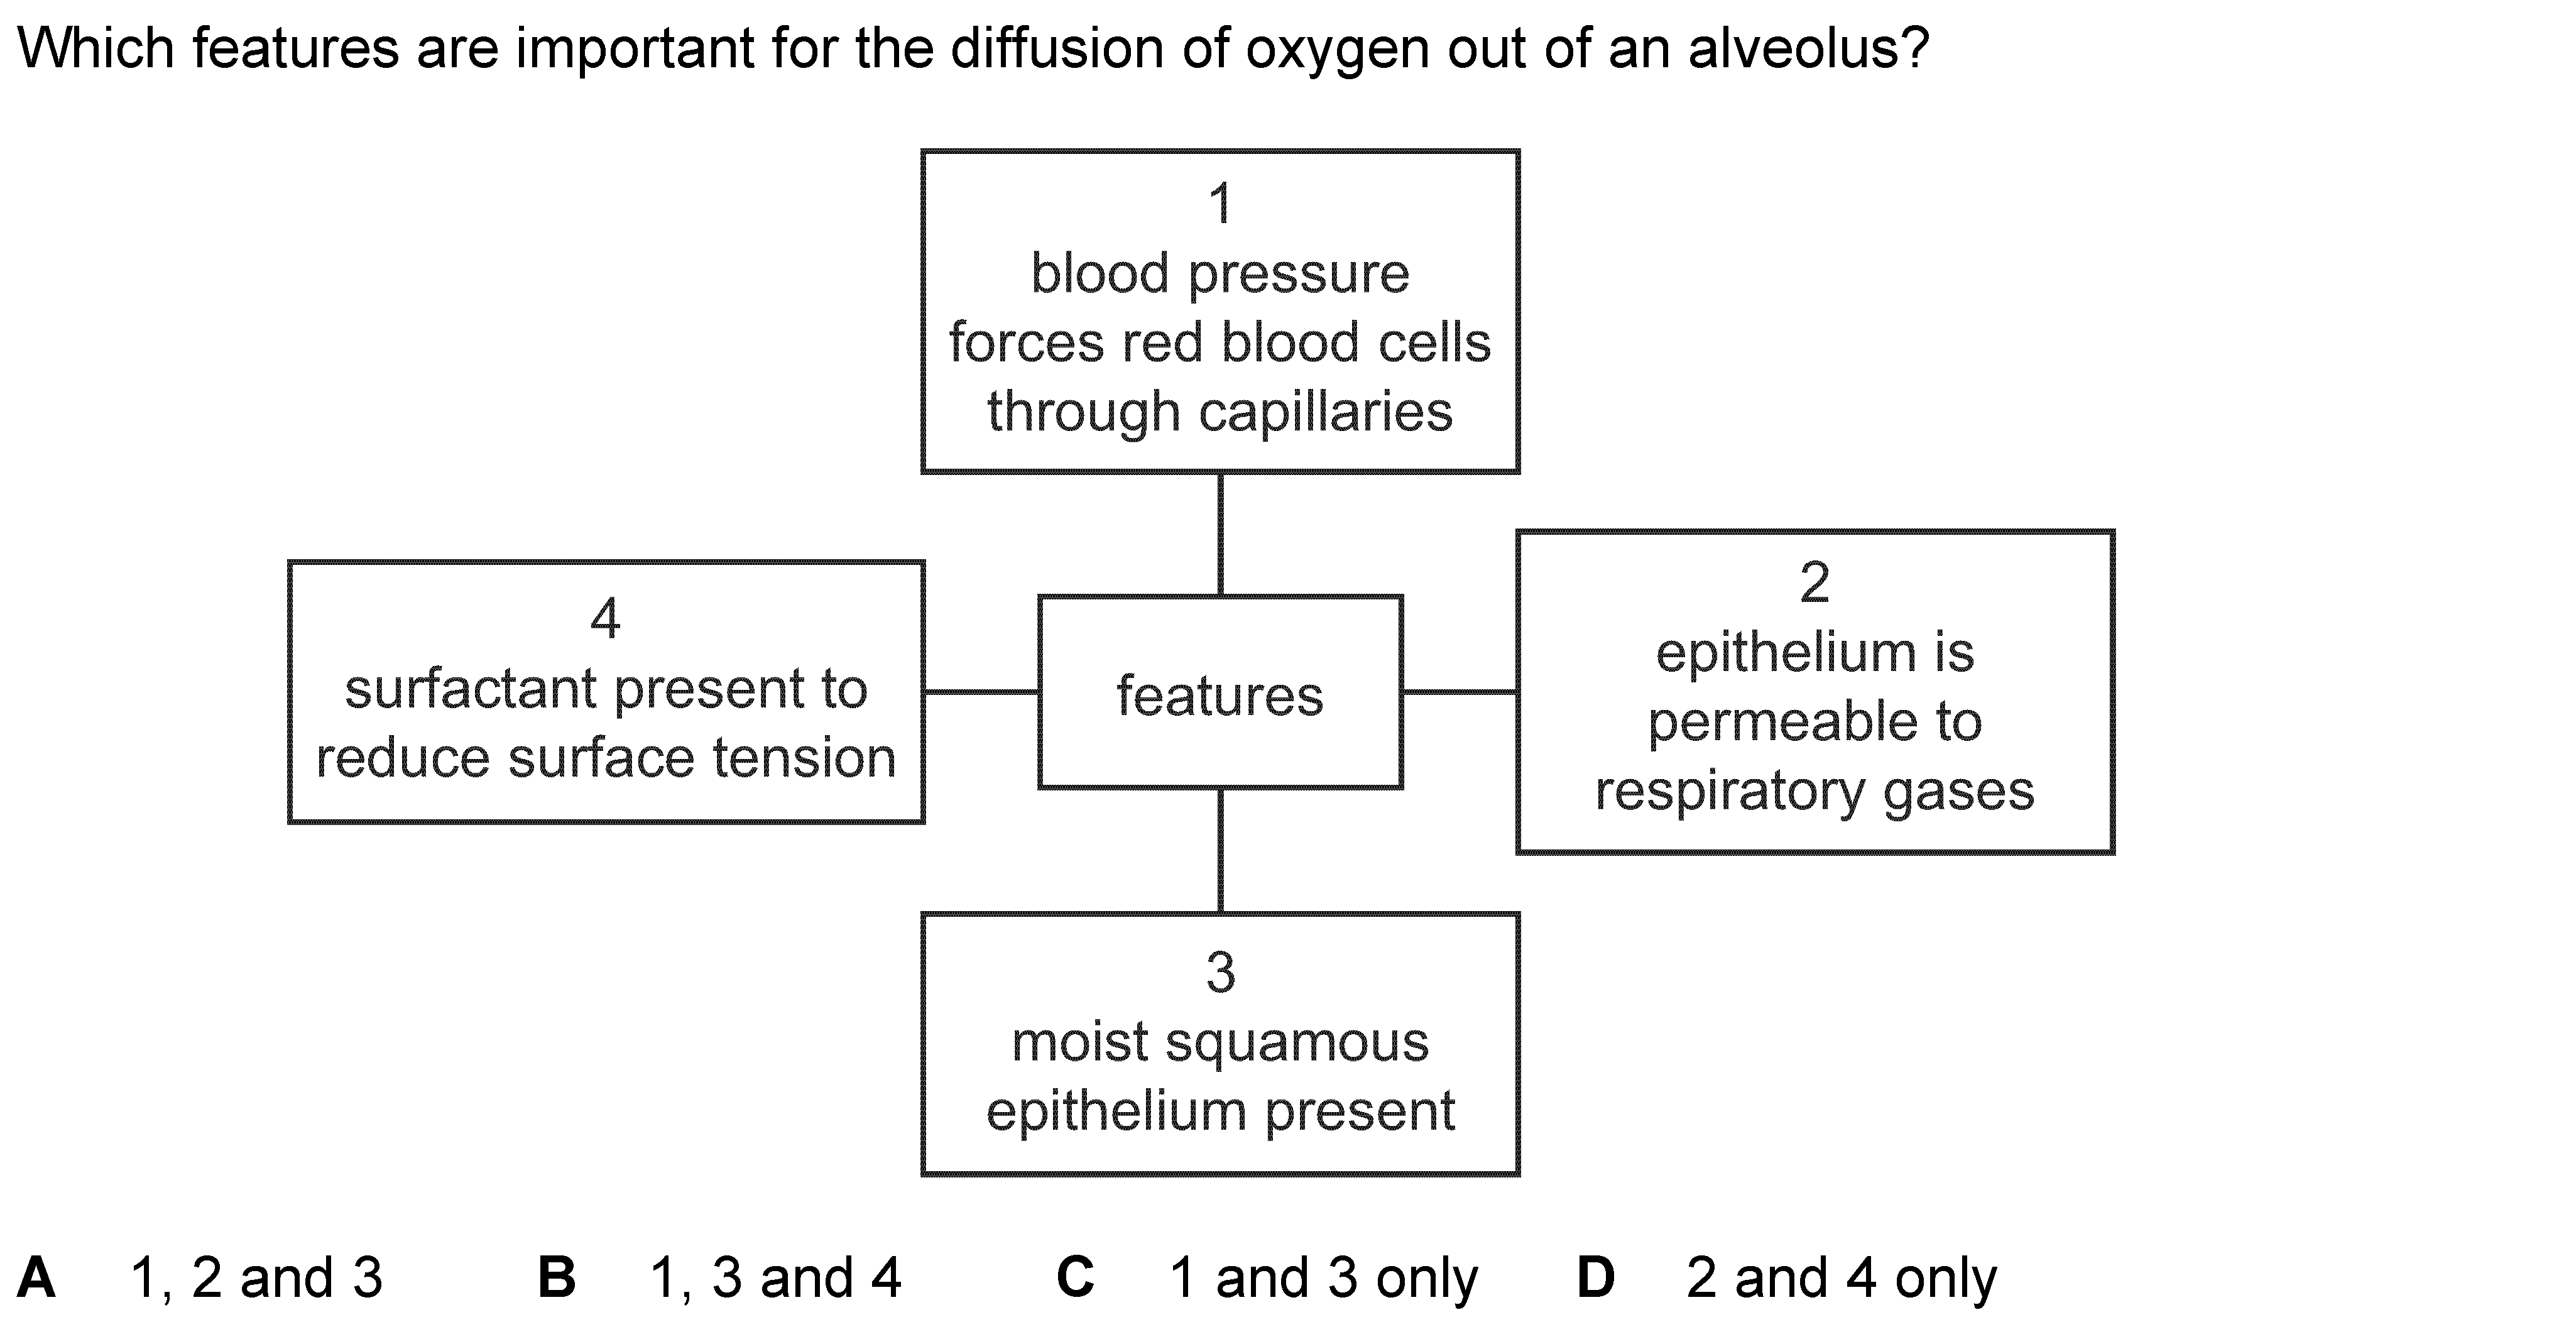 Which features are important for the diffusion of oxygen out of an alveolus?
1
blood pressure
forces red blood cells
through capillaries
4
surfactant present to
reduce surface tension
features
2
epithelium is
permeable to
respiratory gases
3
moist squamous
epithelium present
A 1, 2 and 3 B 1, 3 and 4 C 1 and 3 only D 2 and 4 only